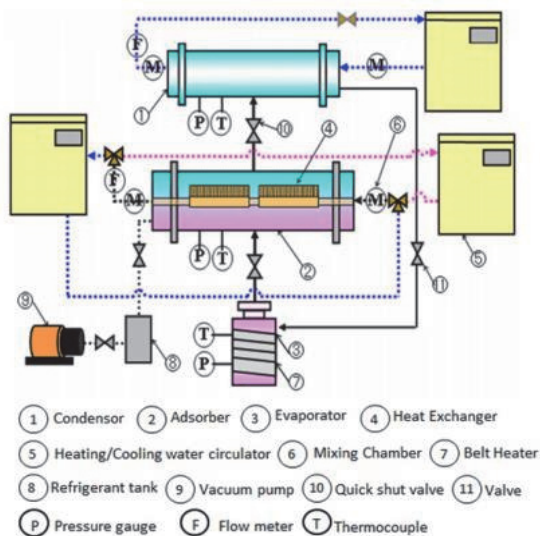 F
M
M
1
P
T
10
4
6
F
M
M
P
T
2
5
11
9
T
3
P
8
7
1 Condensor 2 Adsorber 3 Evaporator 4 Heat Exchanger
5 Heating/Cooling water circulator 6 Mixing Chamber 7 Belt Heater
8 Refrigerant tank 9 Vacuum pump 10 Quick shut valve 11 Valve
P Pressure gauge F Flow meter T Thermocouple